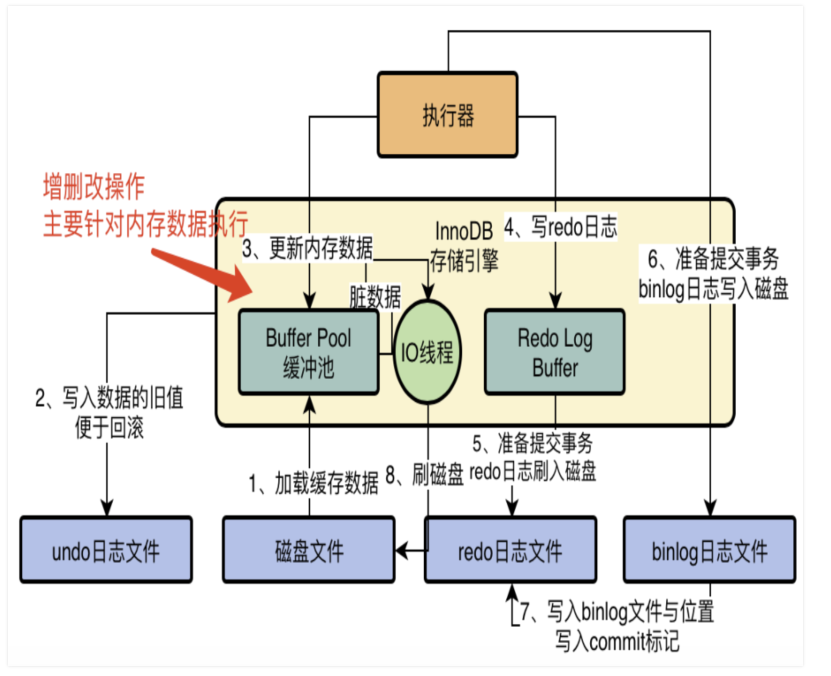 执行器
增删改操作
主要针对内存数据执行
3、更新内存数据
InnoDB
存储引擎
4、写redo日志
6、准备提交事务
binlog日志写入磁盘
脏数据
Buffer Pool
缓冲池
IO线程
Redo Log
Buffer
2、写入数据的旧值
便于回滚
1、加载缓存数据
8、刷磁盘
5、准备提交事务
redo日志刷入磁盘
undo日志文件
磁盘文件
redo日志文件
binlog日志文件
7、写入binlog文件与位置
写入commit标记